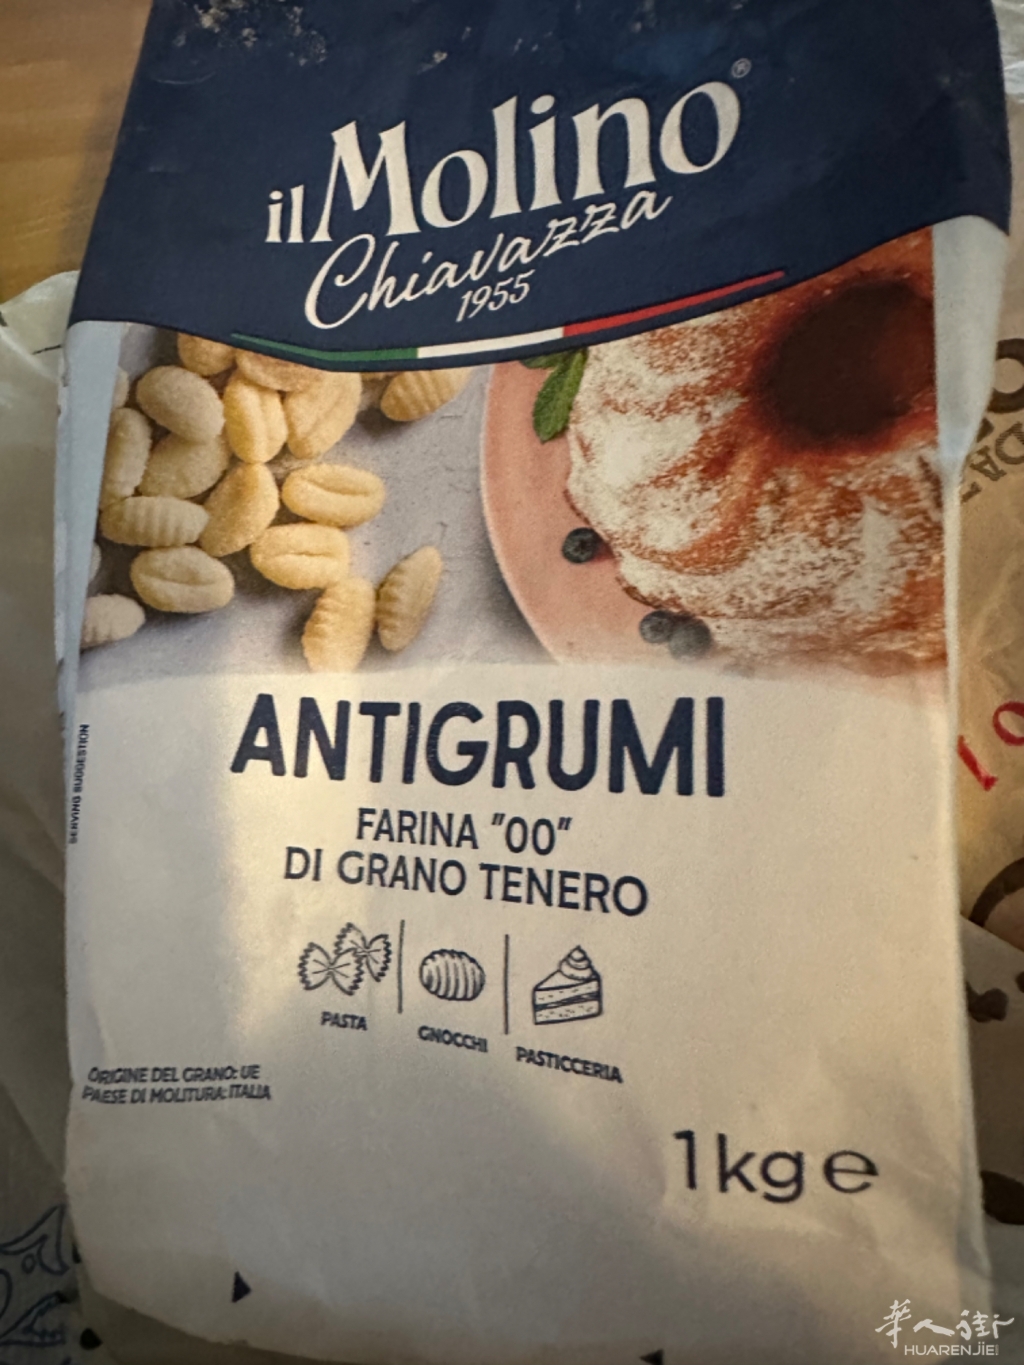 il Molino®
Chiavazza
1955
SERVING SUGGESTION
ANTIGRUMI
FARINA "00"
DI GRANO TENERO
PASTA
GNOCCHI
PASTICCERIA
ORIGINE DEL GRANO: UE
PAESE DI MOLITURA: ITALIA
1kg e
華人街
HUARENJIE